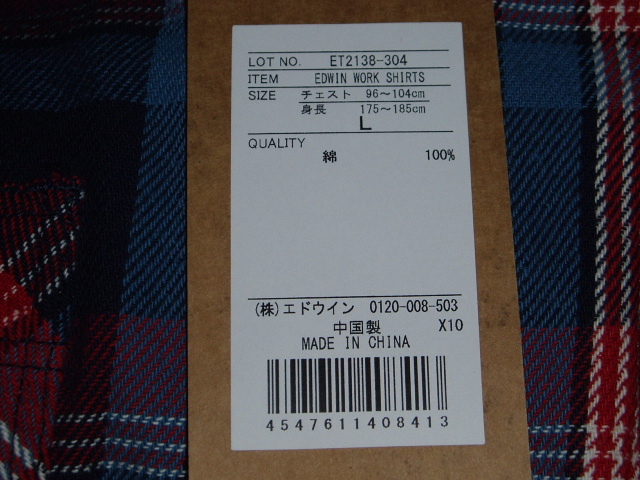 LOT NO. ET2138-304
ITEM EDWIN WORK SHIRTS
SIZE チェスト 96～104cm
身長 175～185cm
L
QUALITY
綿 100%
(株)エドウイン 0120-008-503
中国製 X10
MADE IN CHINA
4547611408413